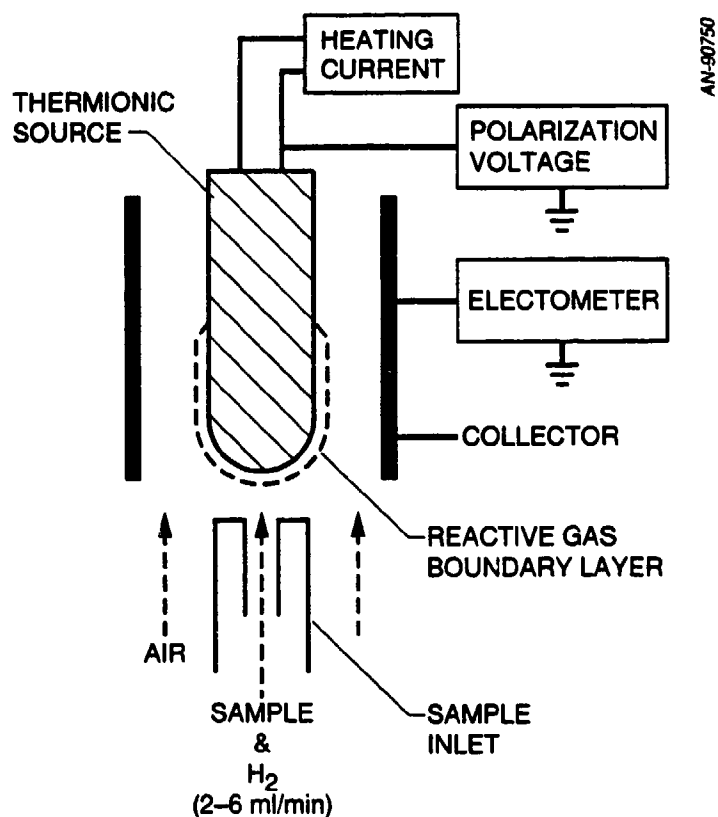 AN-90750
HEATING
CURRENT
THERMIONIC
SOURCE
POLARIZATION
VOLTAGE
ELECTOMETER
COLLECTOR
REACTIVE GAS
BOUNDARY LAYER
AIR
SAMPLE
&
H2
(2–6 ml/min)
SAMPLE
INLET